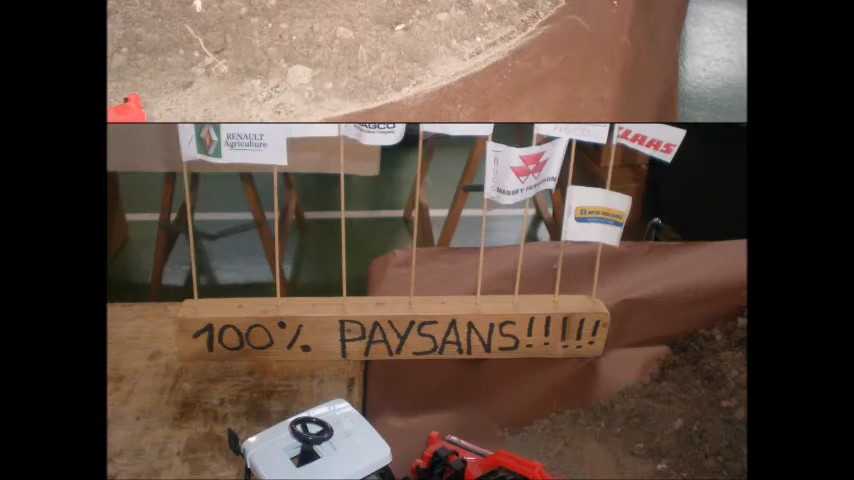 RENAULT
Agriculture
AGCO
CLAAS
MASSEY FERGUSON
NEW HOLLAND
100% PAYSANS!!!!!